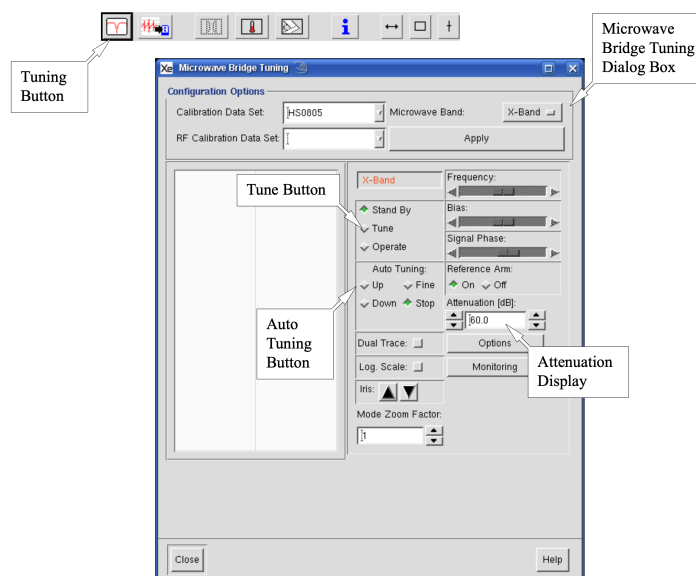 Microwave
Bridge Tuning
Dialog Box
Tuning
Button
Xe Microwave Bridge Tuning
Configuration Options
Calibration Data Set: HS0805 Microwave Band: X-Band
RF Calibration Data Set: Apply
X-Band
Frequency:
Tune Button
Stand By
Bias:
Tune
Signal Phase:
Operate
Auto Tuning:
Reference Arm:
Up Fine
On Off
Down Stop
Attenuation [dB]:
60.0
Auto
Tuning
Button
Dual Trace:
Options
Attenuation
Display
Log. Scale:
Monitoring
Iris:
Mode Zoom Factor:
1
Close
Help